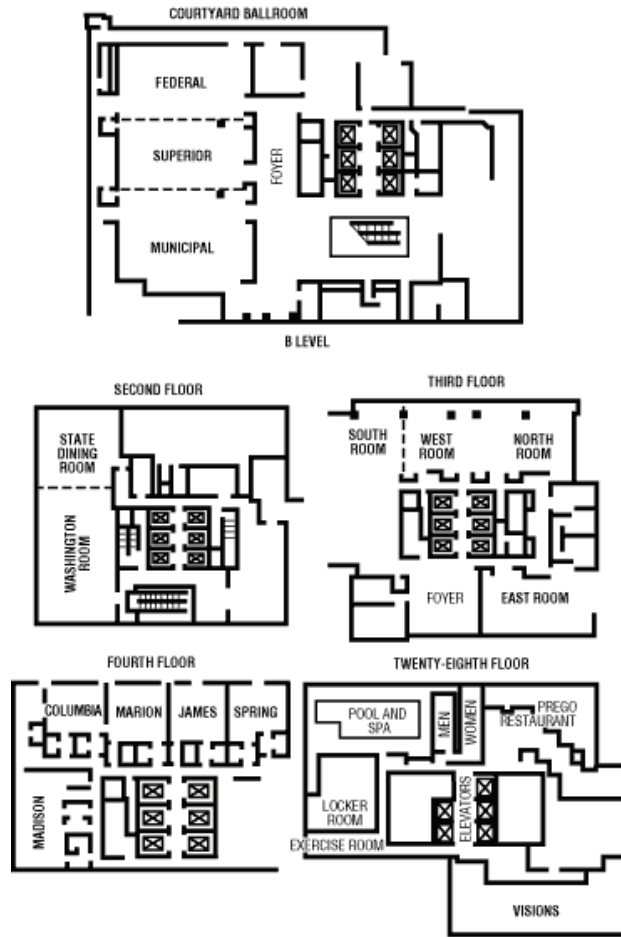 COURTYARD BALLROOM
FEDERAL
SUPERIOR
FOYER
MUNICIPAL
B LEVEL
SECOND FLOOR
STATE
DINING
ROOM
WASHINGTON
ROOM
THIRD FLOOR
SOUTH
ROOM
WEST
ROOM
NORTH
ROOM
FOYER
EAST ROOM
FOURTH FLOOR
COLUMBIA
MARION
JAMES
SPRING
MADISON
TWENTY-EIGHTH FLOOR
POOL AND
SPA
MEN
WOMEN
PREGO
RESTAURANT
LOCKER
ROOM
ELEVATORS
EXERCISE ROOM
VISIONS